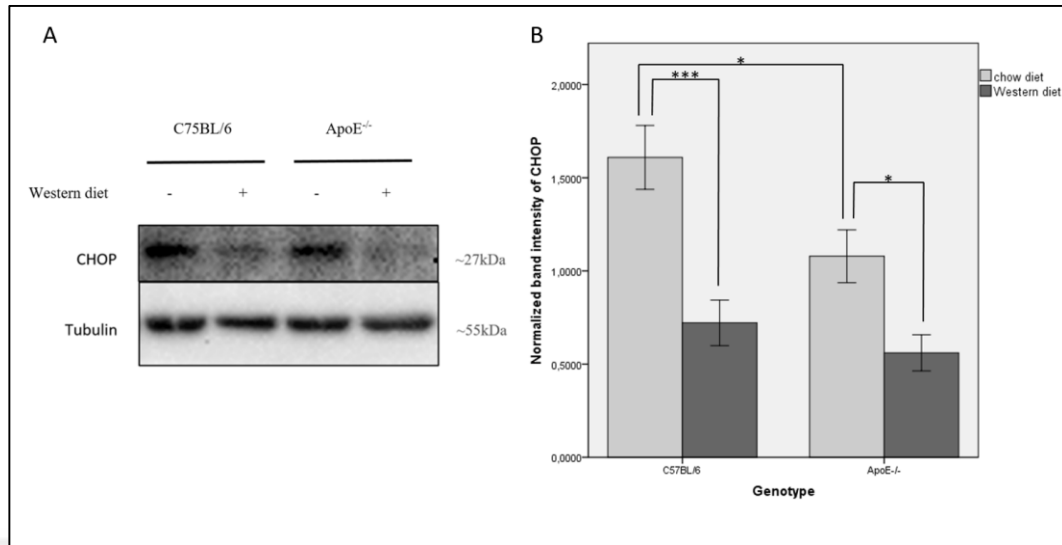 A
C75BL/6 ApoE-/-
Western diet - + - +
CHOP ~27kDa
Tubulin ~55kDa
B
Normalized band intensity of CHOP
2,0000
1,5000
1,0000
0,5000
0,0000
*
***
*
chow diet
Western diet
C57BL/6 ApoE-/-
Genotype